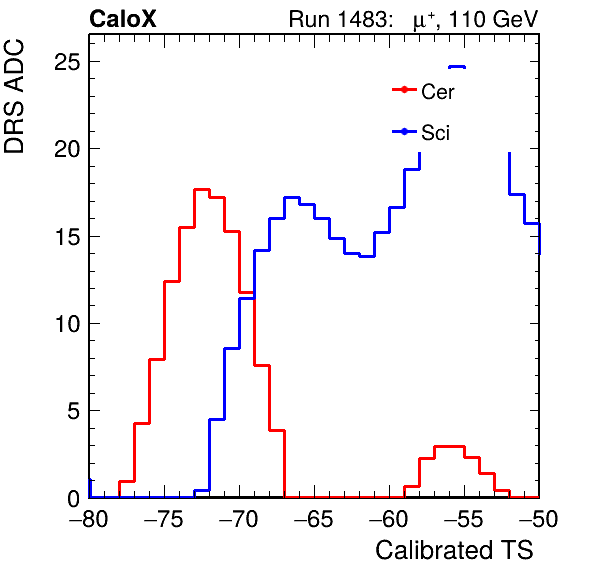 CaloX Run 1483: μ⁺, 110 GeV
DRS ADC
25
20
15
10
5
0
Cer
Sci
−80 −75 −70 −65 −60 −55 −50
Calibrated TS